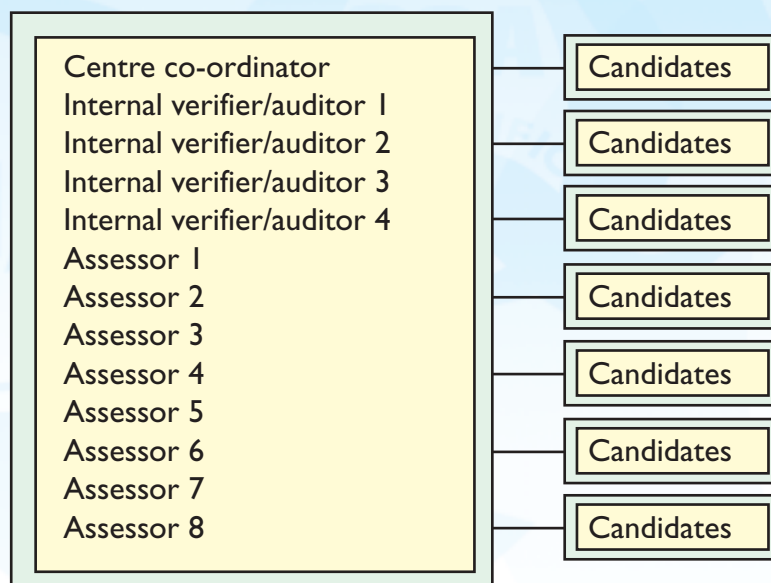 Centre co-ordinator
Internal verifier/auditor 1
Internal verifier/auditor 2
Internal verifier/auditor 3
Internal verifier/auditor 4
Assessor 1
Assessor 2
Assessor 3
Assessor 4
Assessor 5
Assessor 6
Assessor 7
Assessor 8
Candidates
Candidates
Candidates
Candidates
Candidates
Candidates
Candidates